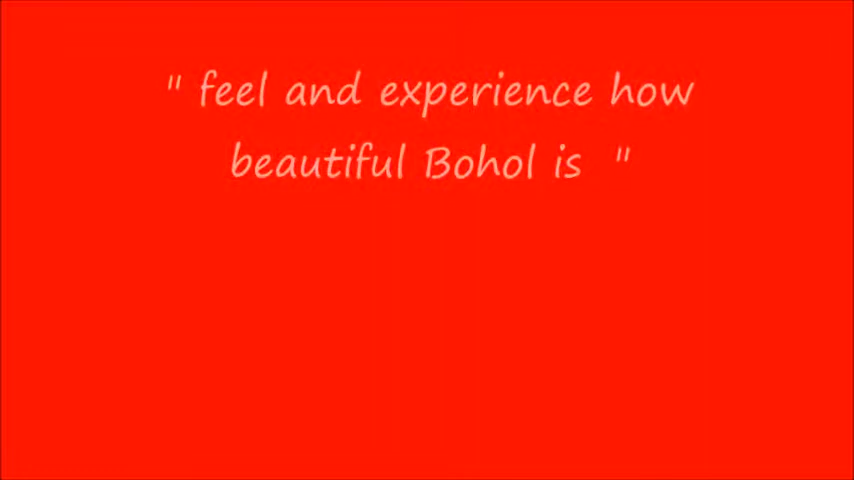 " feel and experience how
beautiful Bohol is "